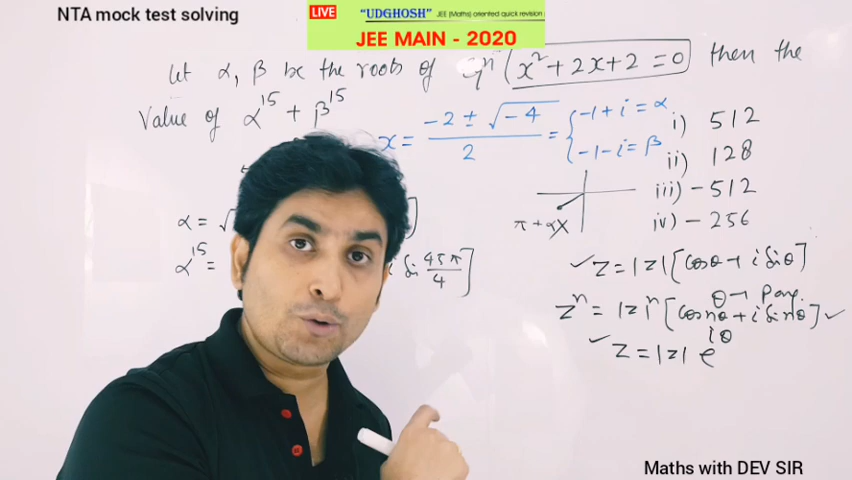 NTA mock test solving
LIVE "UDGHOSH" JEE (Maths) oriented quick revision
JEE MAIN - 2020
Let α, β be the roots of eqⁿ (x²+2x+2=0 then the
Value of α¹⁵ + β¹⁵
x = (-2 ± √-4)/2 = { -1+i = α
-1-i = β
i) 512
ii) 128
iii) -512
iv) -256
π+α
α = √
α¹⁵ = i Sin 45π/4]
✓ z = |z| [cosθ + i Sinθ]
θ → 
zⁿ = |z|ⁿ [cos nθ + i Sin nθ] ✓
✓ z = |z| e^iθ
Maths with DEV SIR